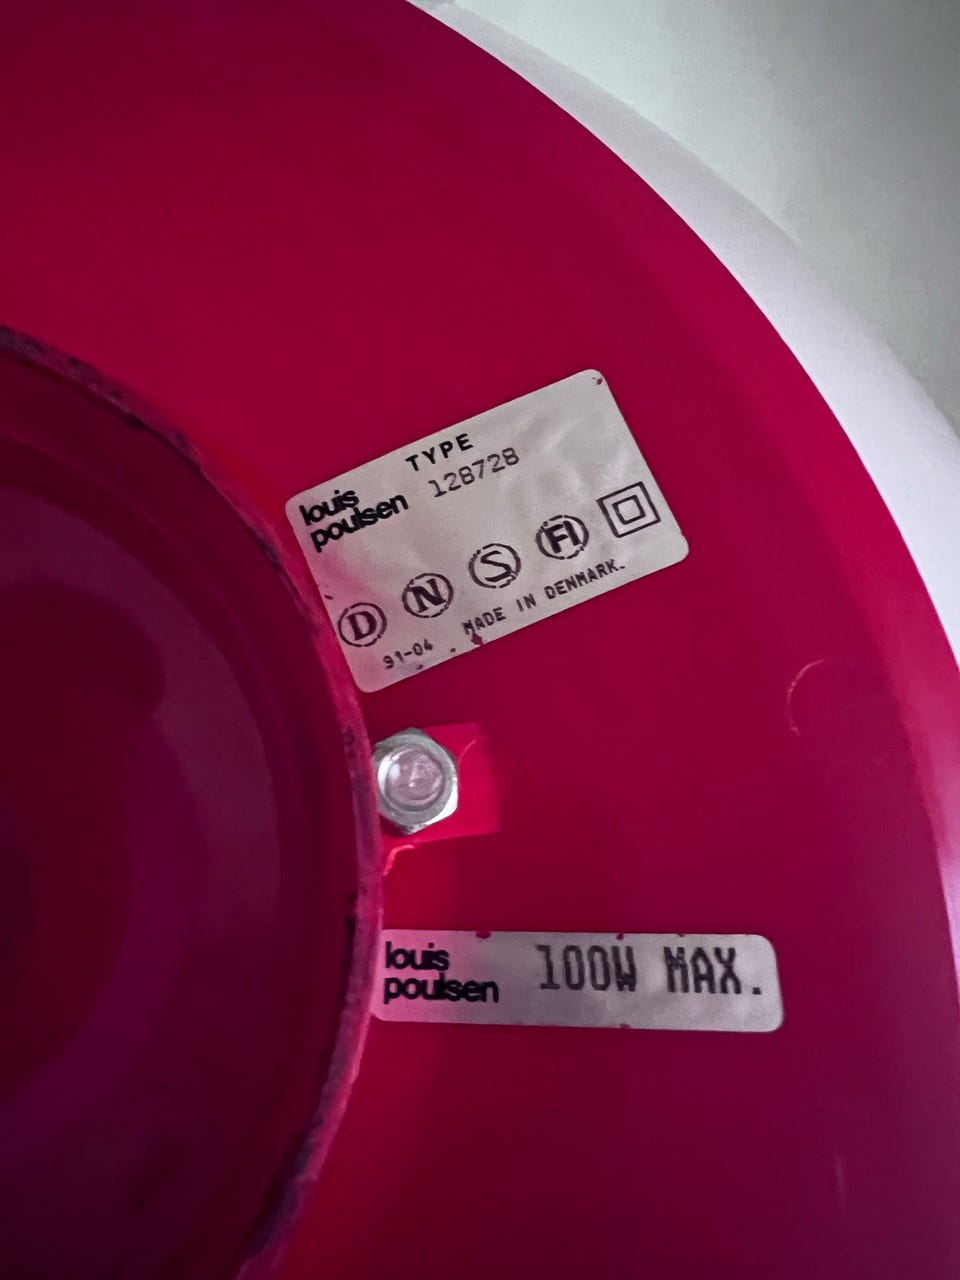 TYPE
louis
poulsen 128728
D N S FI
91-04 MADE IN DENMARK.
louis
poulsen 100W MAX.